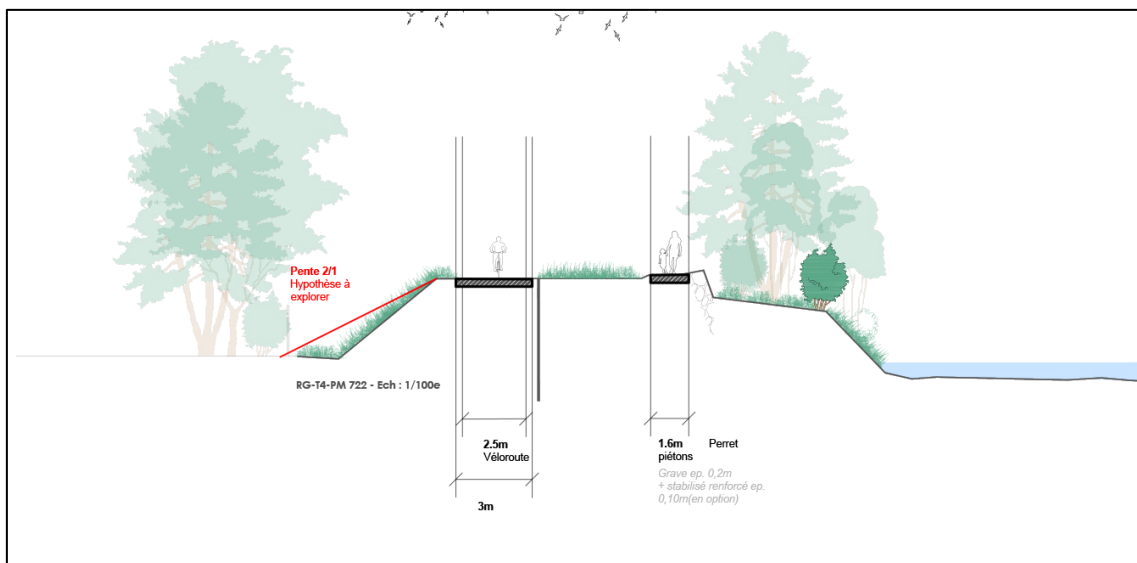 Pente 2/1
Hypothèse à
explorer
RG-T4-PM 722 - Ech : 1/100e
2.5m
Véloroute
3m
1.6m
piétons
Perret
Grave ep. 0,2m
+ stabilisé renforcé ep.
0,10m(en option)